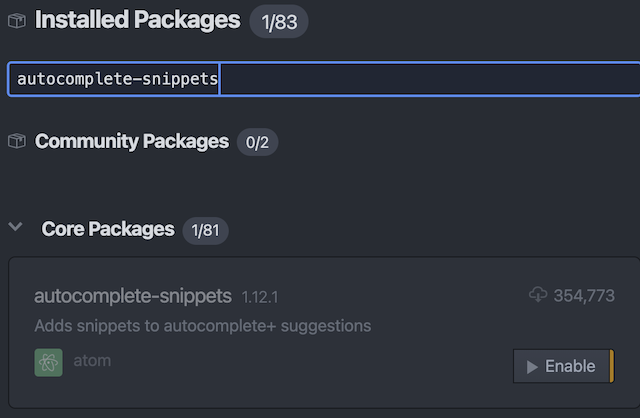 Installed Packages 1/83
autocomplete-snippets
Community Packages 0/2
Core Packages 1/81
autocomplete-snippets 1.12.1 354,773
Adds snippets to autocomplete+ suggestions
atom Enable